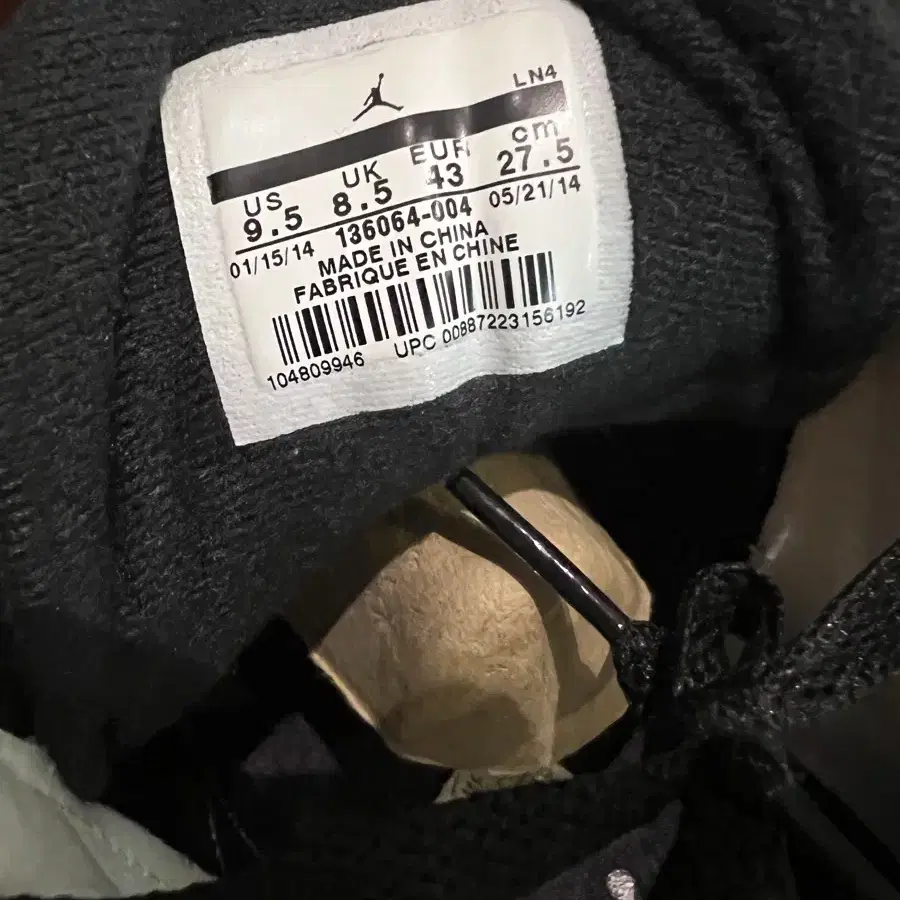 LN4
US UK EUR cm
9.5 8.5 43 27.5
01/15/14 136064-004 05/21/14
MADE IN CHINA
FABRIQUE EN CHINE
104809946 UPC 00887223156192